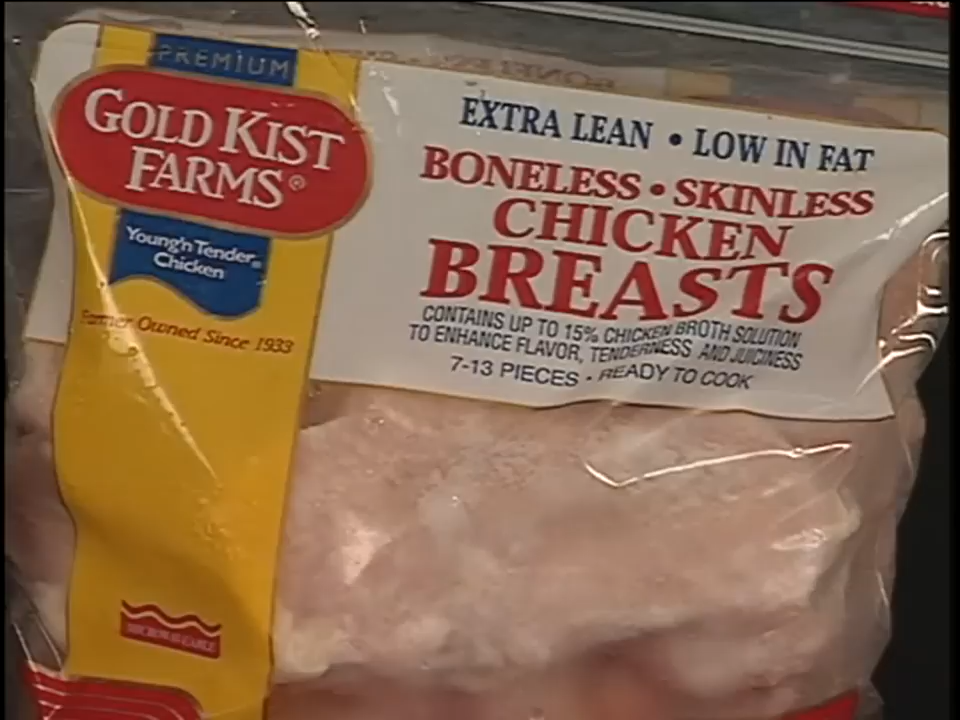 PREMIUM
GOLD KIST
FARMS®
Young'n Tender®
Chicken
Farmer Owned Since 1933
MICROWAVEABLE
EXTRA LEAN • LOW IN FAT
BONELESS • SKINLESS
CHICKEN
BREASTS
CONTAINS UP TO 15% CHICKEN BROTH SOLUTION
TO ENHANCE FLAVOR, TENDERNESS AND JUICINESS
7-13 PIECES • READY TO COOK